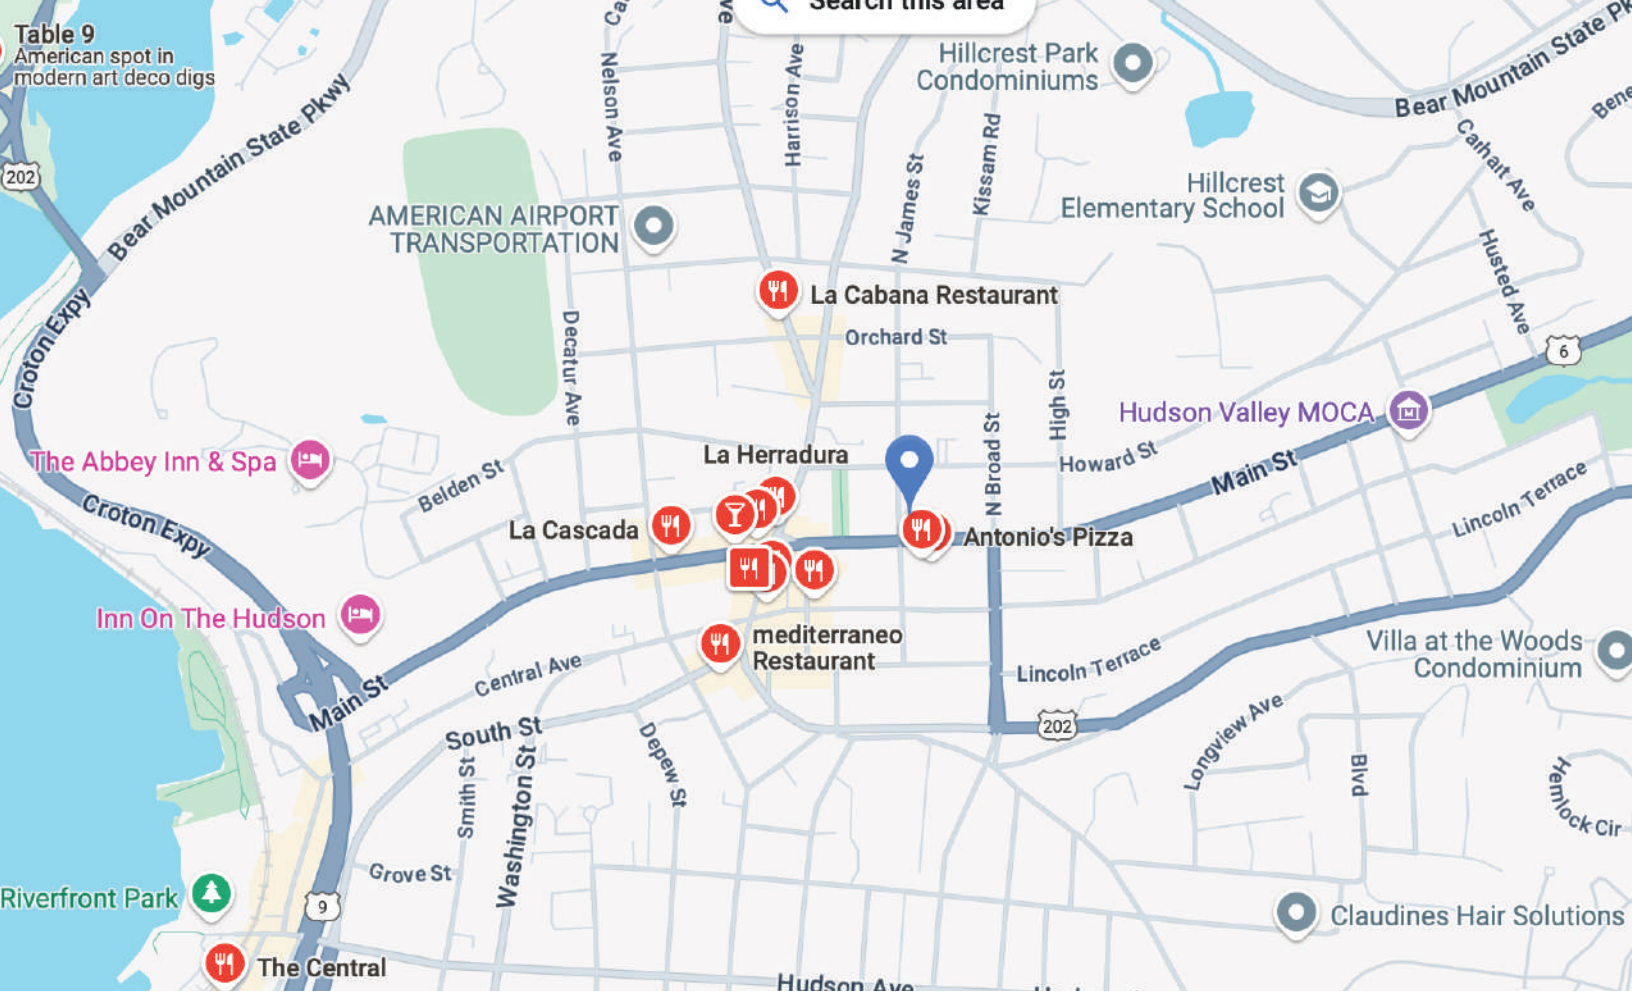 Search this area
Table 9
American spot in
modern art deco digs
202
Bear Mountain State Pkwy
Croton Expy
Nelson Ave
Harrison Ave
Hillcrest Park
Condominiums
Bear Mountain State Pk
Carhart Ave
N James St
Kissam Rd
Hillcrest
Elementary School
AMERICAN AIRPORT
TRANSPORTATION
Husted Ave
La Cabana Restaurant
Orchard St
Decatur Ave
6
High St
Hudson Valley MOCA
N Broad St
Howard St
Main St
La Herradura
The Abbey Inn & Spa
Belden St
Lincoln Terrace
Croton Expy
La Cascada
Antonio's Pizza
Inn On The Hudson
mediterraneo
Restaurant
Villa at the Woods
Condominium
Central Ave
Lincoln Terrace
Main St
South St
202
Longview Ave
Depew St
Smith St
Washington St
Blvd
Hemlock Cir
Grove St
Riverfront Park
9
Claudines Hair Solutions
The Central
Hudson Ave